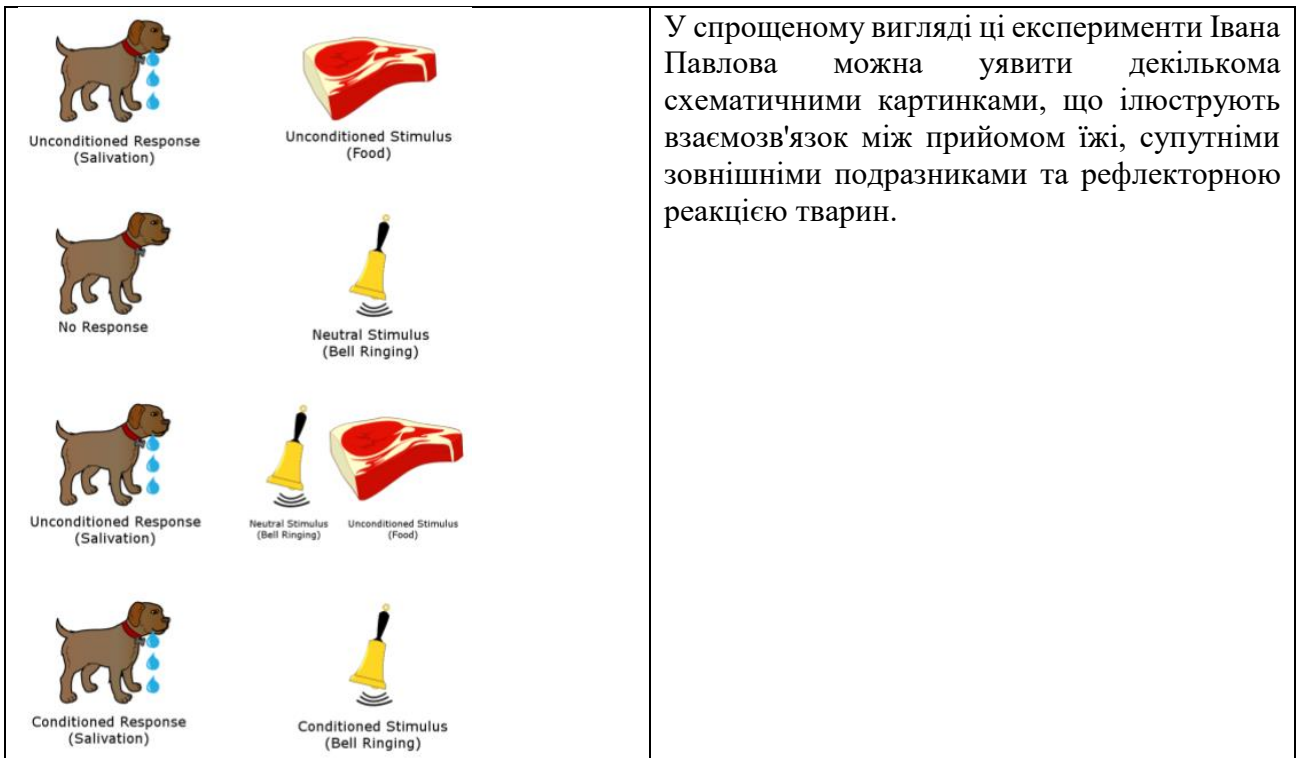 Unconditioned Response
(Salivation)
Unconditioned Stimulus
(Food)
No Response
Neutral Stimulus
(Bell Ringing)
Unconditioned Response
(Salivation)
Neutral Stimulus
(Bell Ringing)
Unconditioned Stimulus
(Food)
Conditioned Response
(Salivation)
Conditioned Stimulus
(Bell Ringing)
У спрощеному вигляді ці експерименти Івана
Павлова можна уявити декількома
схематичними картинками, що ілюструють
взаємозв'язок між прийомом їжі, супутніми
зовнішніми подразниками та рефлекторною
реакцією тварин.